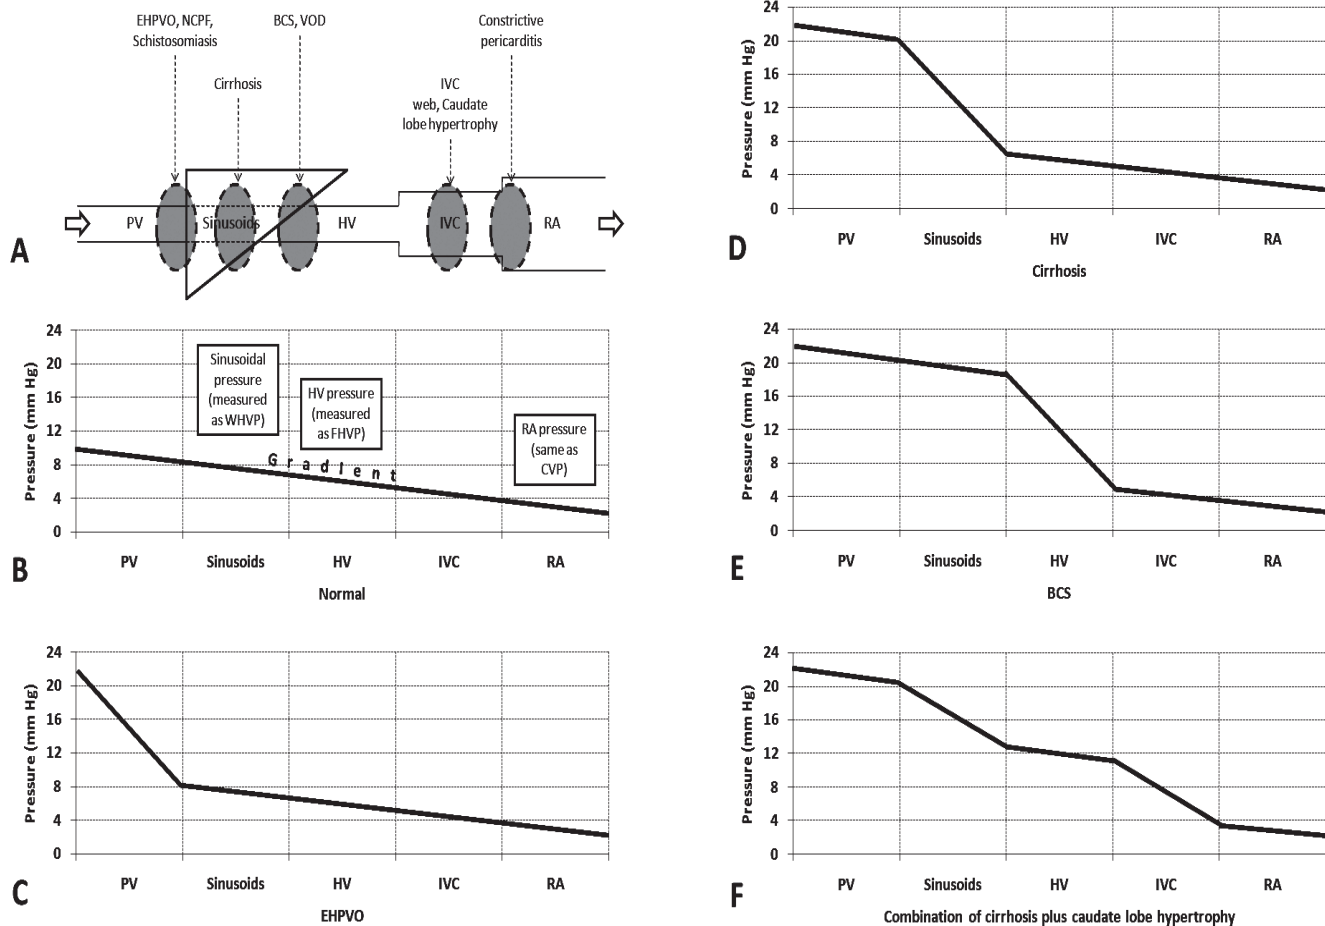 EHPVO, NCPF,
Schistosomiasis
BCS, VOD
Constrictive
pericarditis
Cirrhosis
IVC
web, Caudate
lobe hypertrophy
PV
Sinusoids
HV
IVC
RA
A
24
20
16
12
8
4
0
Pressure (mm Hg)
Sinusoidal
pressure
(measured
as WHVP)
HV pressure
(measured
as FHVP)
RA pressure
(same as
CVP)
Gradient
PV Sinusoids HV IVC RA
B
Normal
24
20
16
12
8
4
0
Pressure (mm Hg)
PV Sinusoids HV IVC RA
C
EHPVO
24
20
16
12
8
4
0
Pressure (mm Hg)
PV Sinusoids HV IVC RA
D
Cirrhosis
24
20
16
12
8
4
0
Pressure (mm Hg)
PV Sinusoids HV IVC RA
E
BCS
24
20
16
12
8
4
0
Pressure (mm Hg)
PV Sinusoids HV IVC RA
F
Combination of cirrhosis plus caudate lobe hypertrophy